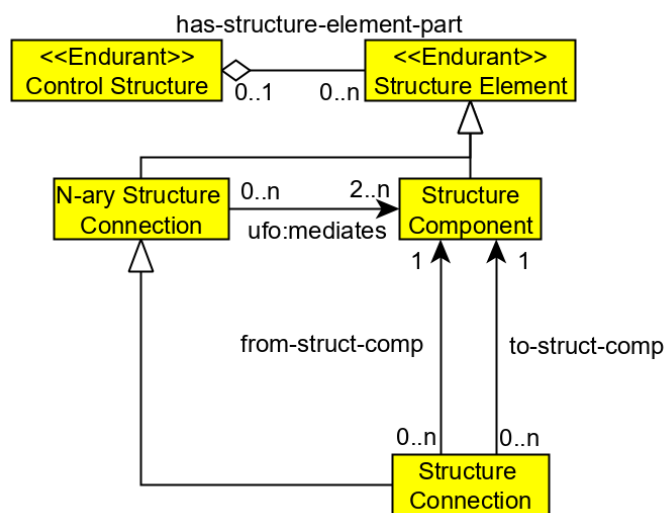 has-structure-element-part
<<Endurant>>
Control Structure
<<Endurant>>
Structure Element
0..1
0..n
N-ary Structure
Connection
0..n
2..n
ufo:mediates
Structure
Component
1
1
from-struct-comp
to-struct-comp
0..n
0..n
Structure
Connection